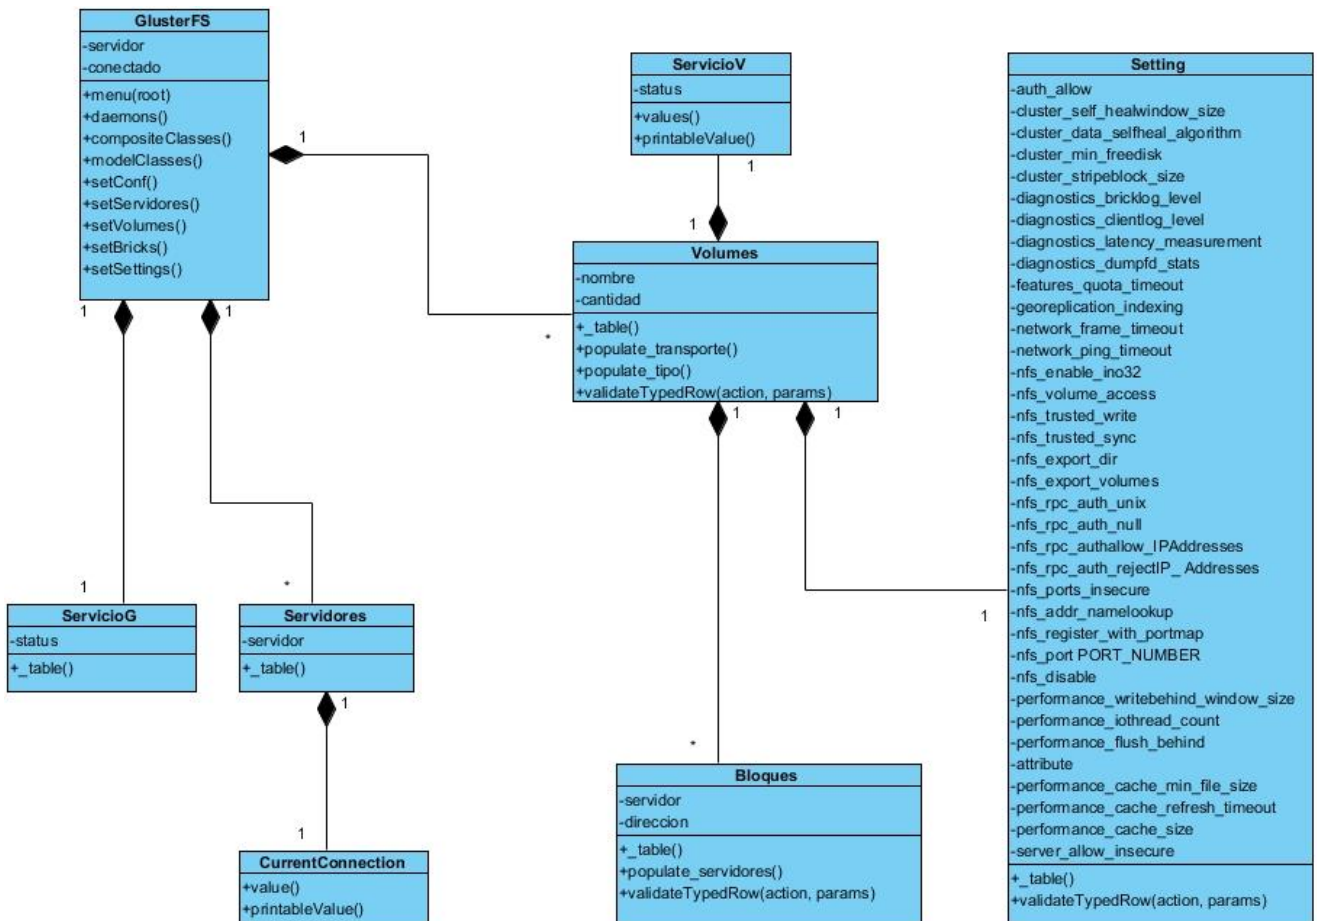 GlusterFS
-servidor
-conectado
+menu(root)
+daemons()
+compositeClasses()
+modelClasses()
+setConf()
+setServidores()
+setVolumes()
+setBricks()
+setSettings()
1
1
1
*
ServicioV
-status
+values()
+printableValue()
1
1
Volumes
-nombre
-cantidad
+_table()
+populate_transporte()
+populate_tipo()
+validateTypedRow(action, params)
1
1
*
1
Setting
-auth_allow
-cluster_self_healwindow_size
-cluster_data_selfheal_algorithm
-cluster_min_freedisk
-cluster_stripeblock_size
-diagnostics_bricklog_level
-diagnostics_clientlog_level
-diagnostics_latency_measurement
-diagnostics_dumpfd_stats
-features_quota_timeout
-georeplication_indexing
-network_frame_timeout
-network_ping_timeout
-nfs_enable_ino32
-nfs_volume_access
-nfs_trusted_write
-nfs_trusted_sync
-nfs_export_dir
-nfs_export_volumes
-nfs_rpc_auth_unix
-nfs_rpc_auth_null
-nfs_rpc_authallow_IPAddresses
-nfs_rpc_auth_rejectIP_ Addresses
-nfs_ports_insecure
-nfs_addr_namelookup
-nfs_register_with_portmap
-nfs_port PORT_NUMBER
-nfs_disable
-performance_writebehind_window_size
-performance_iothread_count
-performance_flush_behind
-attribute
-performance_cache_min_file_size
-performance_cache_refresh_timeout
-performance_cache_size
-server_allow_insecure
+_table()
+validateTypedRow(action, params)
1
ServicioG
-status
+_table()
*
Servidores
-servidor
+_table()
1
1
CurrentConnection
+value()
+printableValue()
Bloques
-servidor
-direccion
+_table()
+populate_servidores()
+validateTypedRow(action, params)